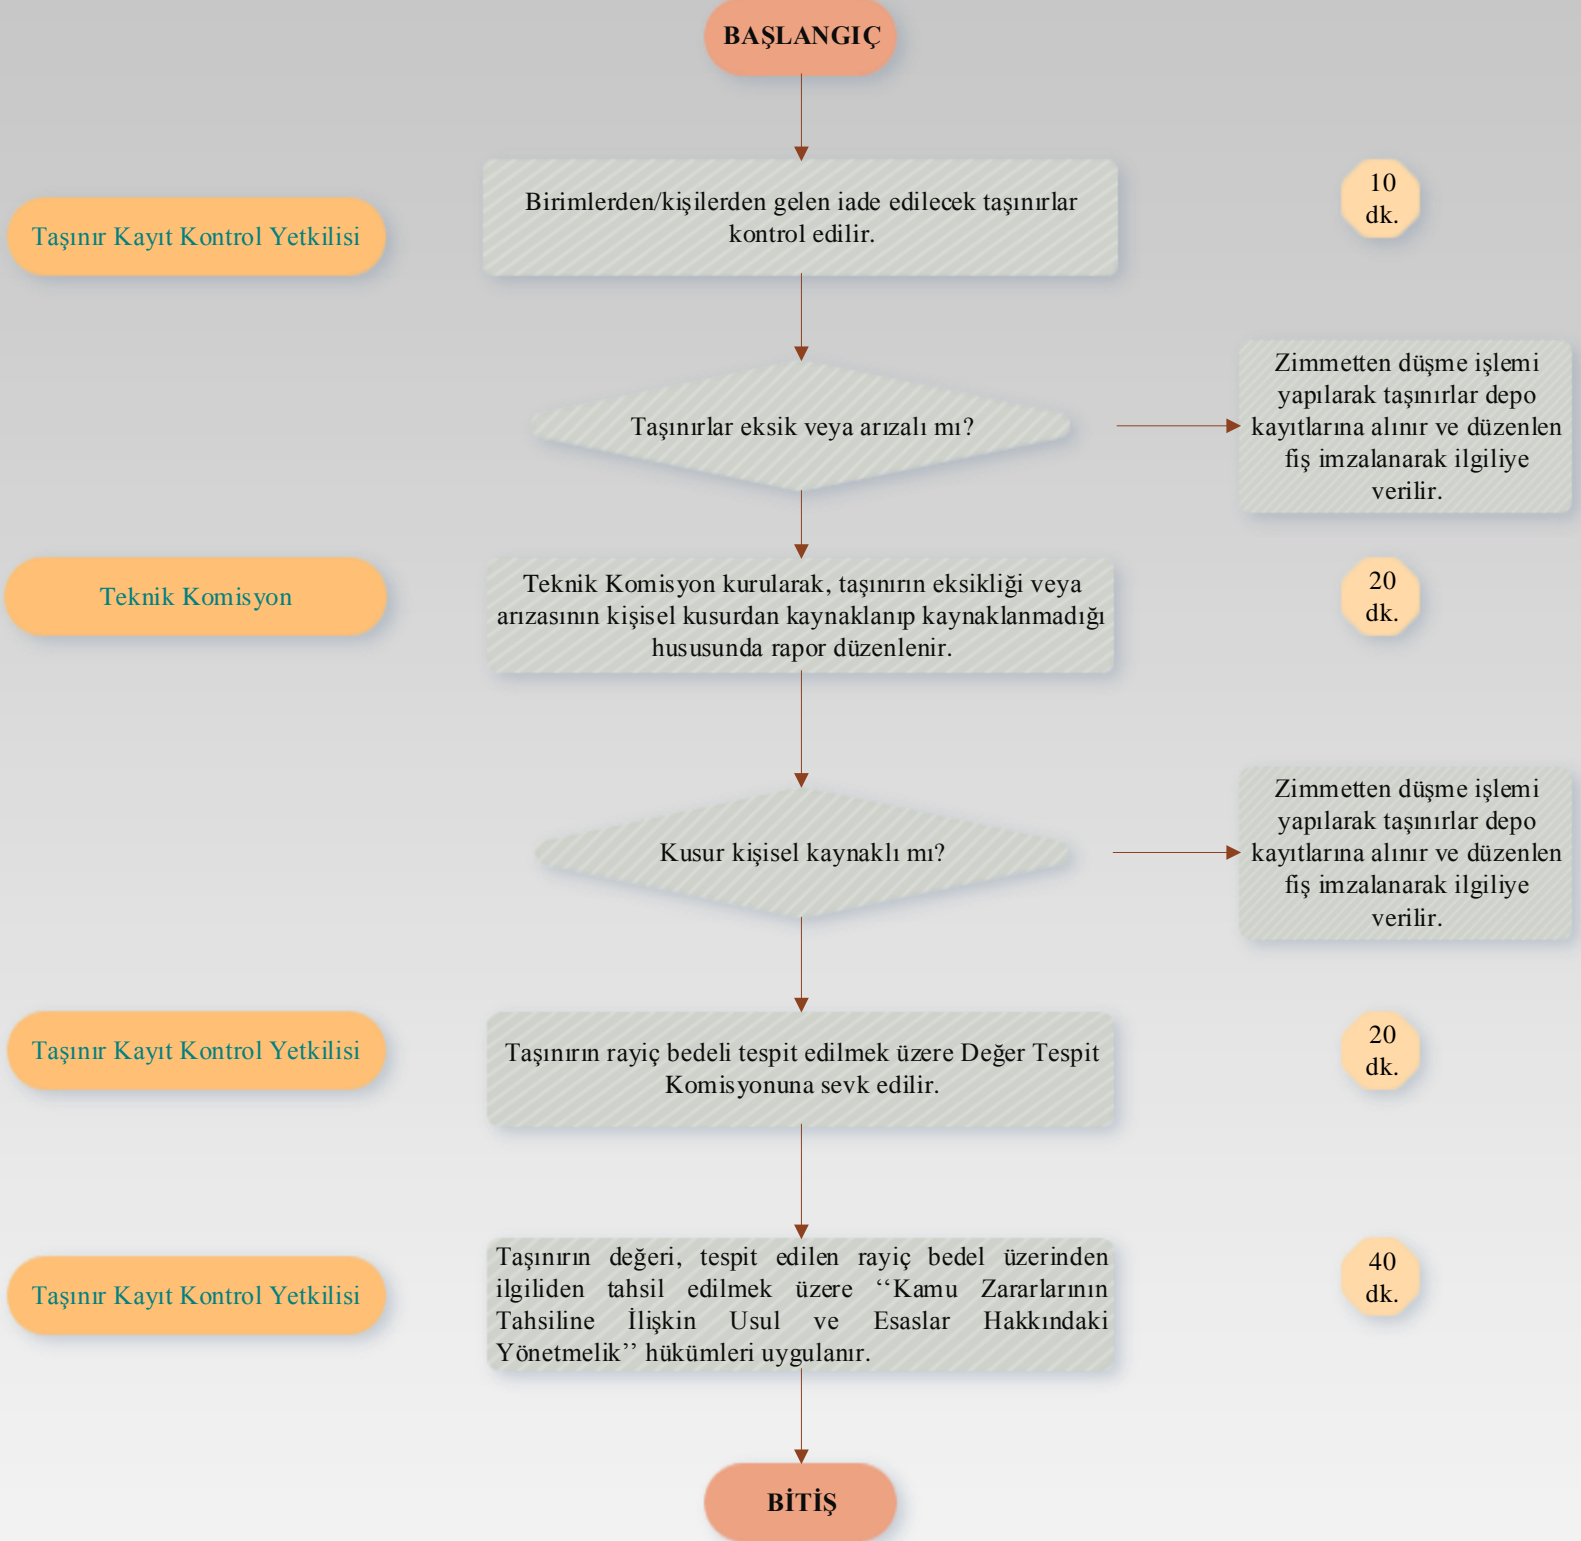 BAŞLANGIÇ
Taşınır Kayıt Kontrol Yetkilisi
Birimlerden/kişilerden gelen iade edilecek taşınırlar
kontrol edilir.
10
dk.
Taşınırlar eksik veya arızalı mı?
Zimmetten düşme işlemi
yapılarak taşınırlar depo
kayıtlarına alınır ve düzenlen
fiş imzalanarak ilgiliye
verilir.
Teknik Komisyon
Teknik Komisyon kurularak, taşınırın eksikliği veya
arızasının kişisel kusurdan kaynaklanıp kaynaklanmadığı
hususunda rapor düzenlenir.
20
dk.
Kusur kişisel kaynaklı mı?
Zimmetten düşme işlemi
yapılarak taşınırlar depo
kayıtlarına alınır ve düzenlen
fiş imzalanarak ilgiliye
verilir.
Taşınır Kayıt Kontrol Yetkilisi
Taşınırın rayiç bedeli tespit edilmek üzere Değer Tespit
Komisyonuna sevk edilir.
20
dk.
Taşınır Kayıt Kontrol Yetkilisi
Taşınırın değeri, tespit edilen rayiç bedel üzerinden
ilgiliden tahsil edilmek üzere ‘‘Kamu Zararlarının
Tahsiline İlişkin Usul ve Esaslar Hakkındaki
Yönetmelik’’ hükümleri uygulanır.
40
dk.
BİTİŞ